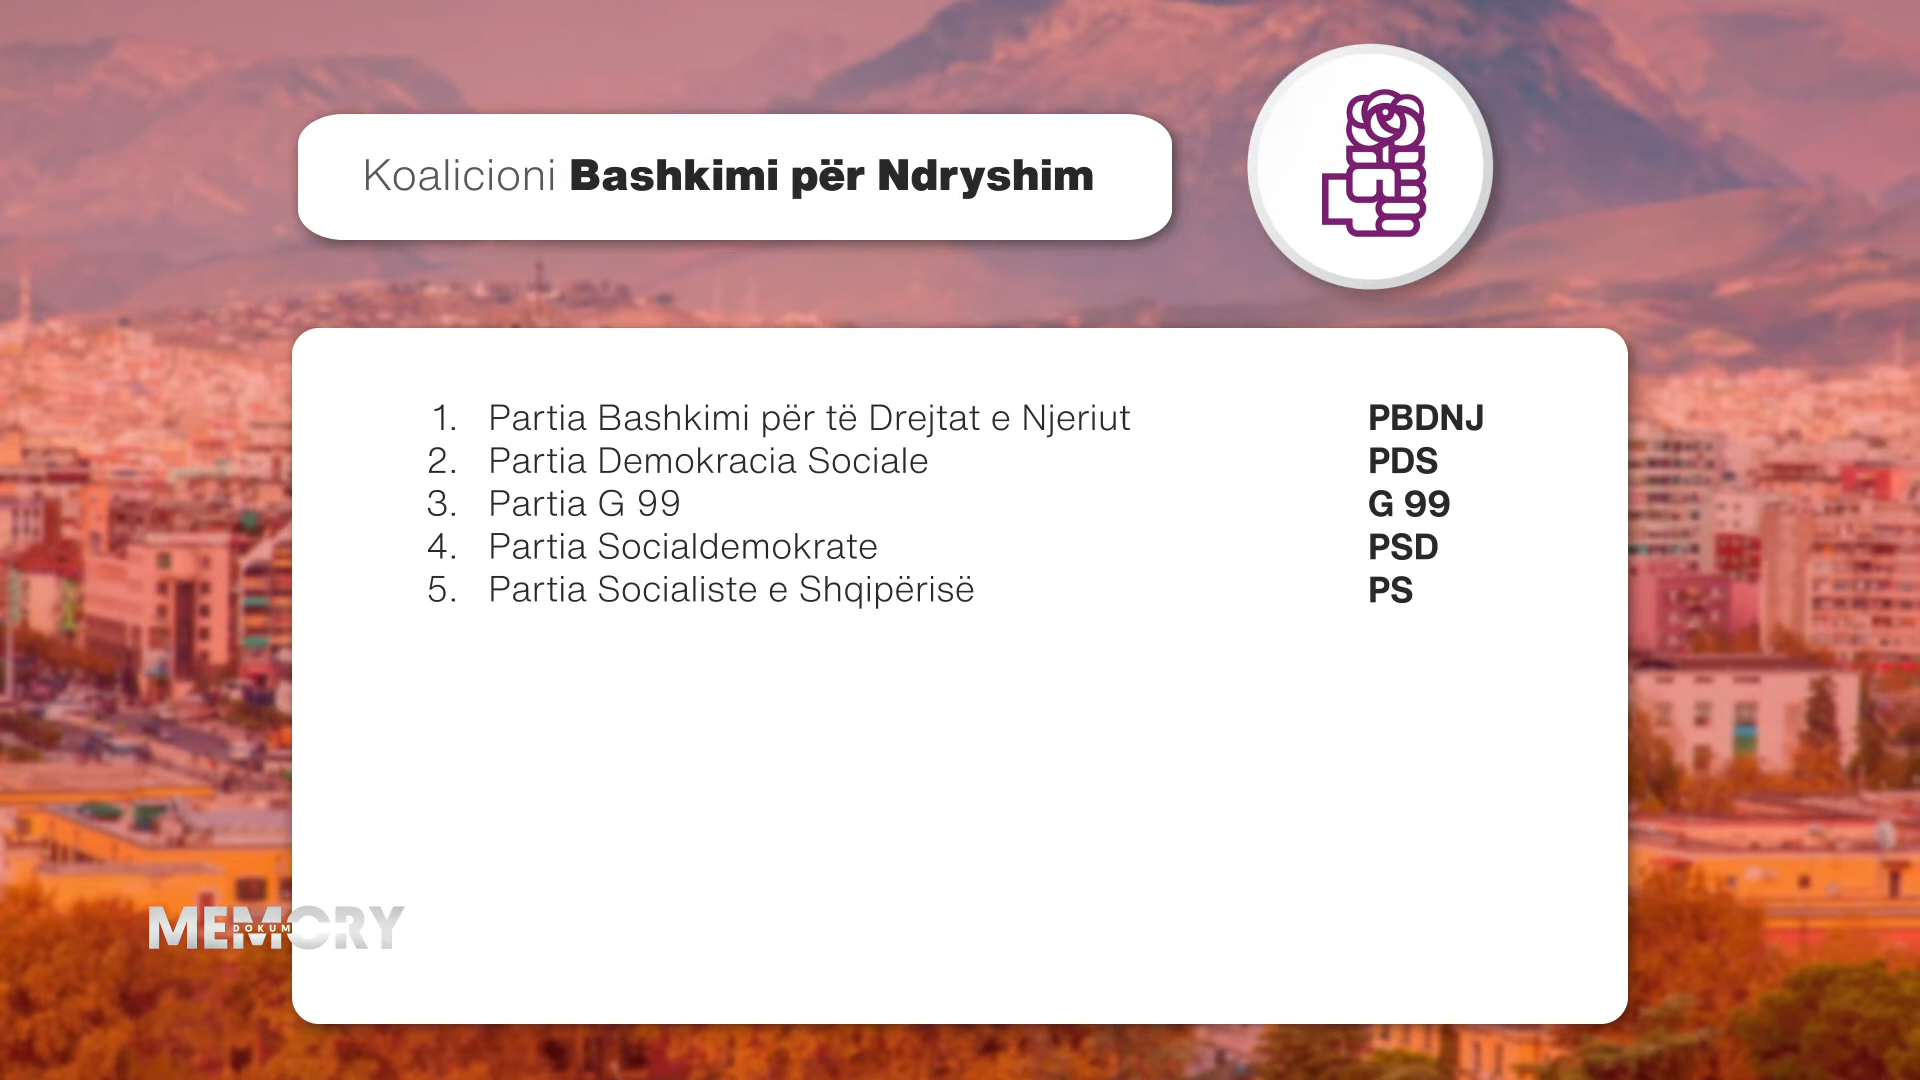 Koalicioni Bashkimi për Ndryshim
1. Partia Bashkimi për të Drejtat e Njeriut PBDNJ
2. Partia Demokracia Sociale PDS
3. Partia G 99 G 99
4. Partia Socialdemokrate PSD
5. Partia Socialiste e Shqipërisë PS
MEMORY